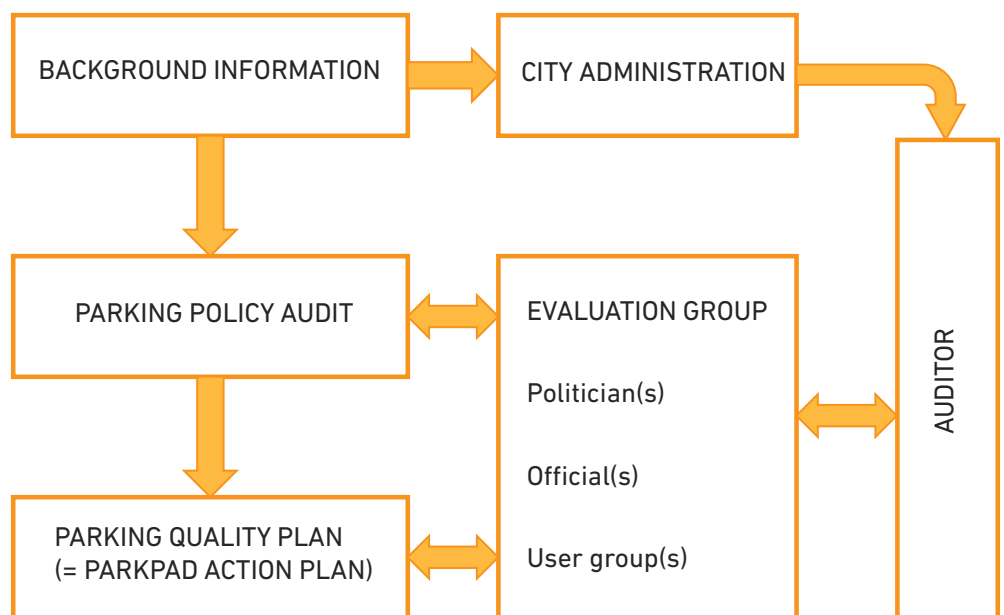 BACKGROUND INFORMATION
CITY ADMINISTRATION
PARKING POLICY AUDIT
EVALUATION GROUP
Politician(s)
Official(s)
User group(s)
AUDITOR
PARKING QUALITY PLAN
(= PARKPAD ACTION PLAN)